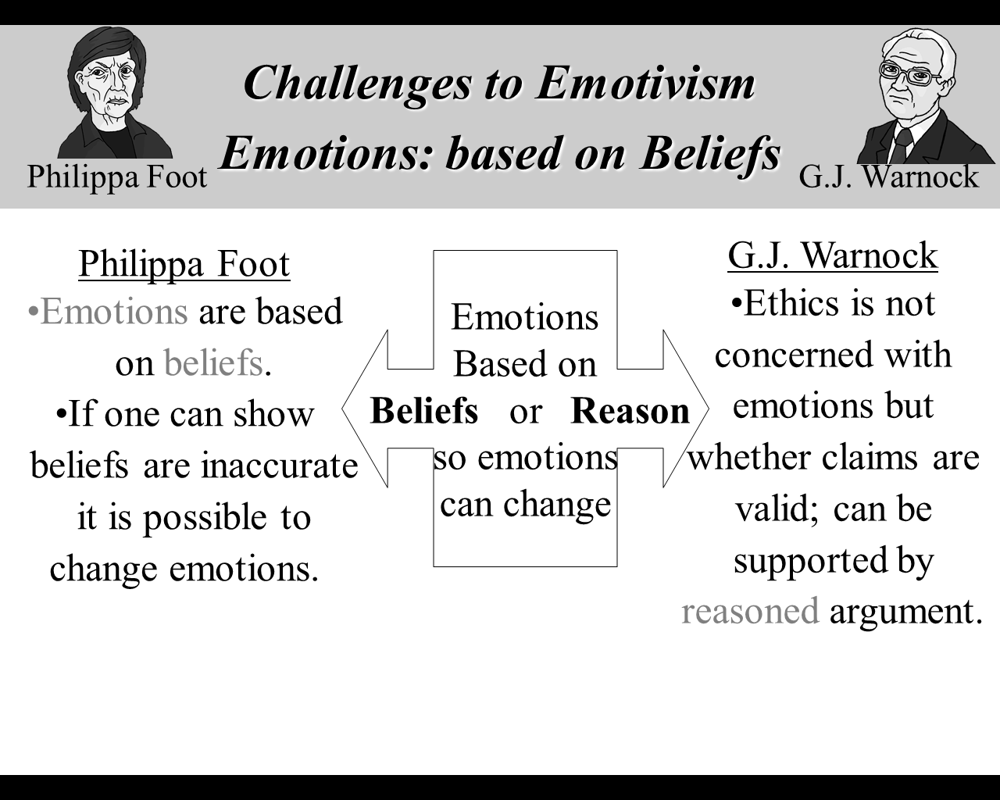 Challenges to Emotivism
Emotions: based on Beliefs
Philippa Foot
G.J. Warnock
Philippa Foot
•Emotions are based
on beliefs.
•If one can show
beliefs are inaccurate
it is possible to
change emotions.
Emotions
Based on
Beliefs or Reason
so emotions
can change
G.J. Warnock
•Ethics is not
concerned with
emotions but
whether claims are
valid; can be
supported by
reasoned argument.